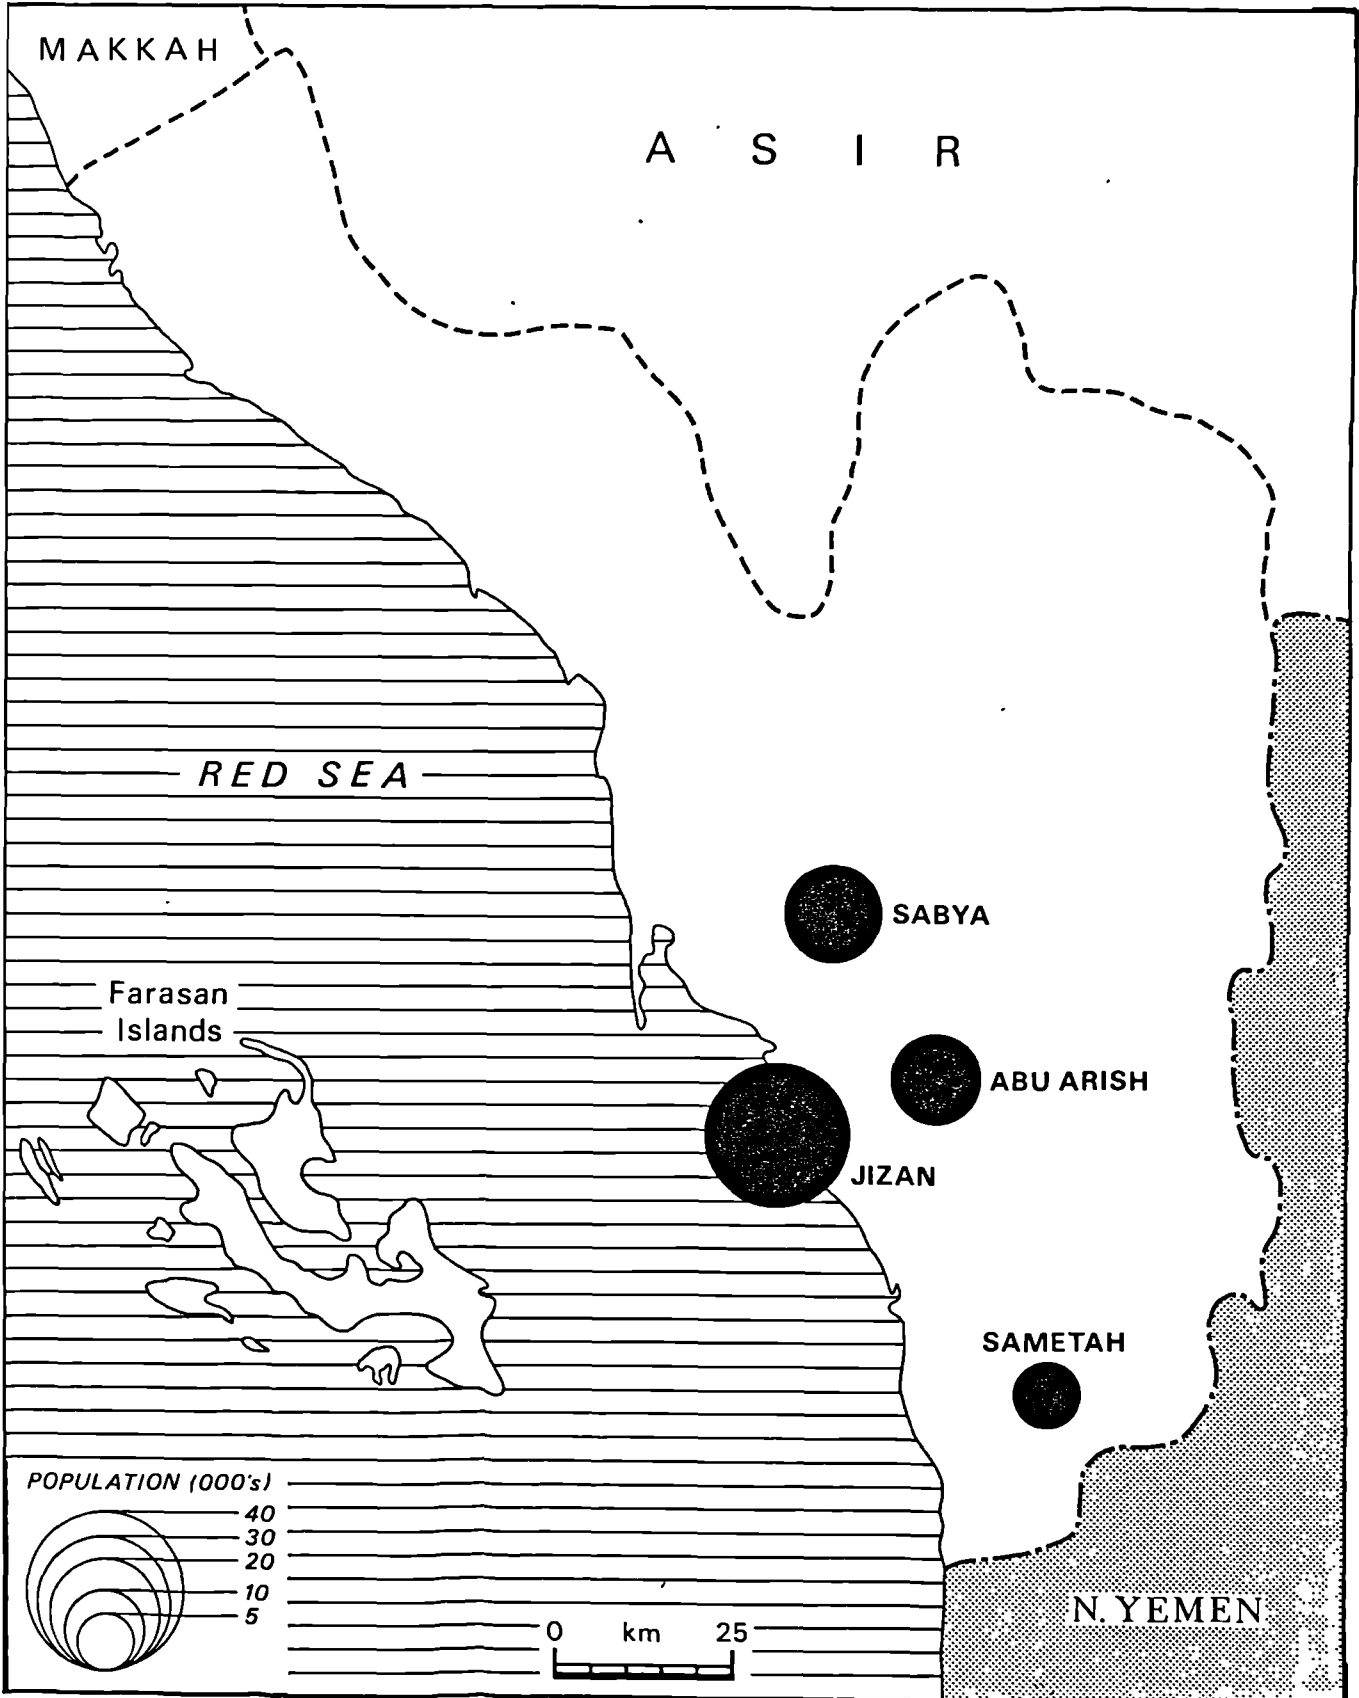 MAKKAH
ASIR
RED SEA
SABYA
Farasan
Islands
ABU ARISH
JIZAN
SAMETAH
POPULATION (000's)
40
30
20
10
5
0 km 25
N. YEMEN